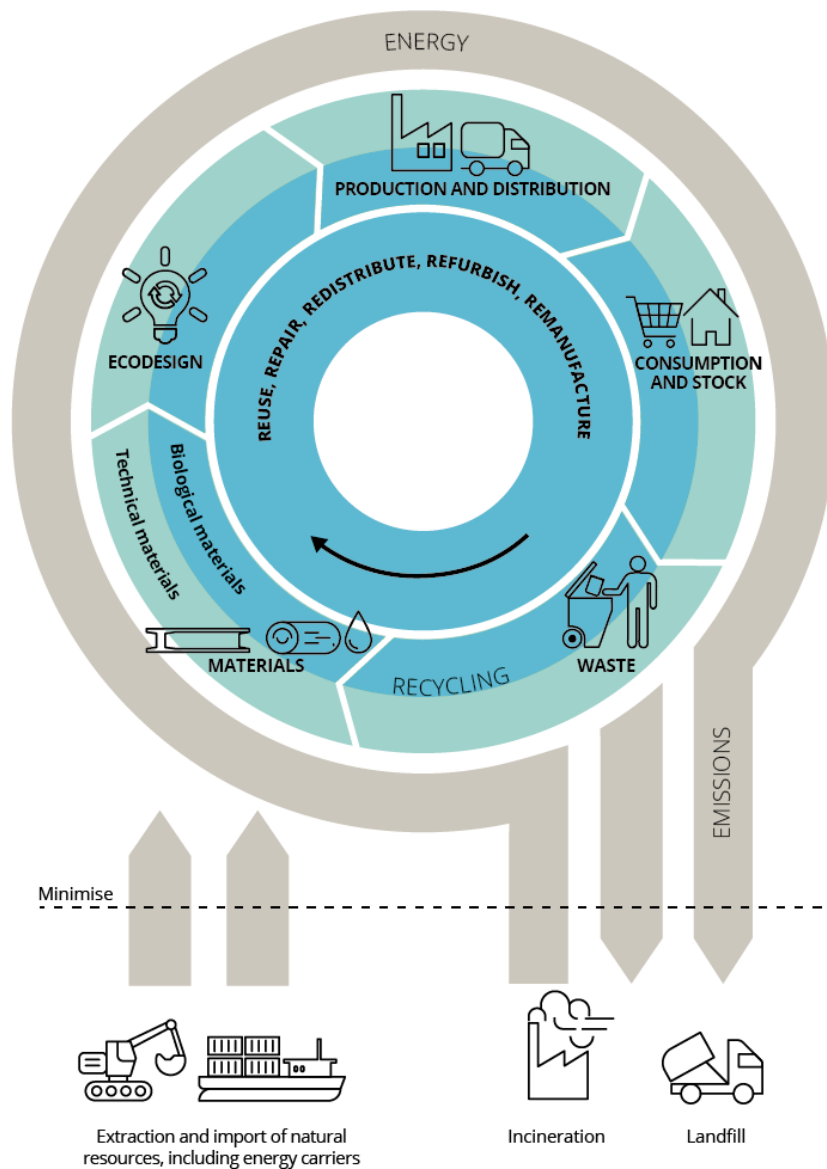 ENERGY
PRODUCTION AND DISTRIBUTION
REUSE, REPAIR, REDISTRIBUTE, REFURBISH, REMANUFACTURE
ECODESIGN
CONSUMPTION
AND STOCK
Technical materials
Biological materials
MATERIALS
RECYCLING
WASTE
EMISSIONS
Minimise
Extraction and import of natural
resources, including energy carriers
Incineration
Landfill